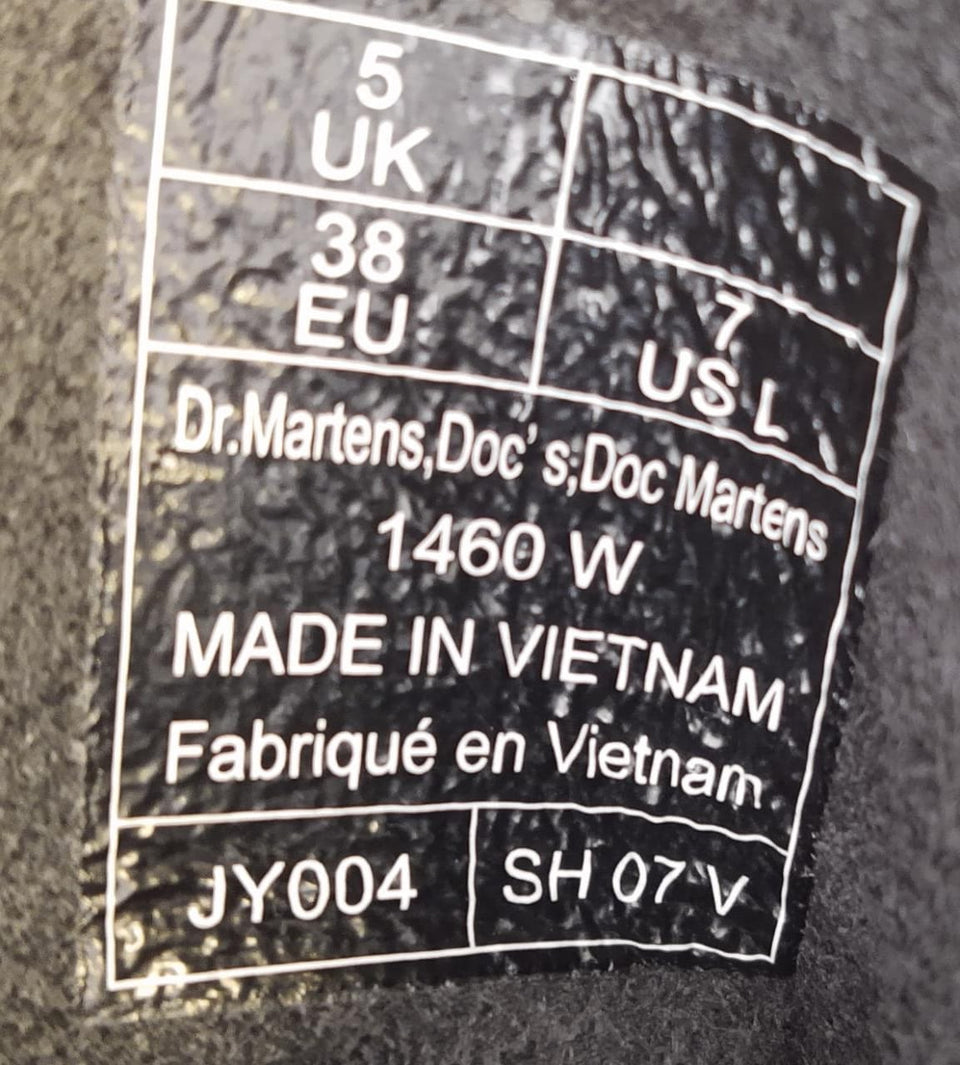 5
UK
38
EU
7
US L
Dr.Martens,Doc's;Doc Martens
1460 W
MADE IN VIETNAM
Fabriqué en Vietnam
JY004
SH 07 V